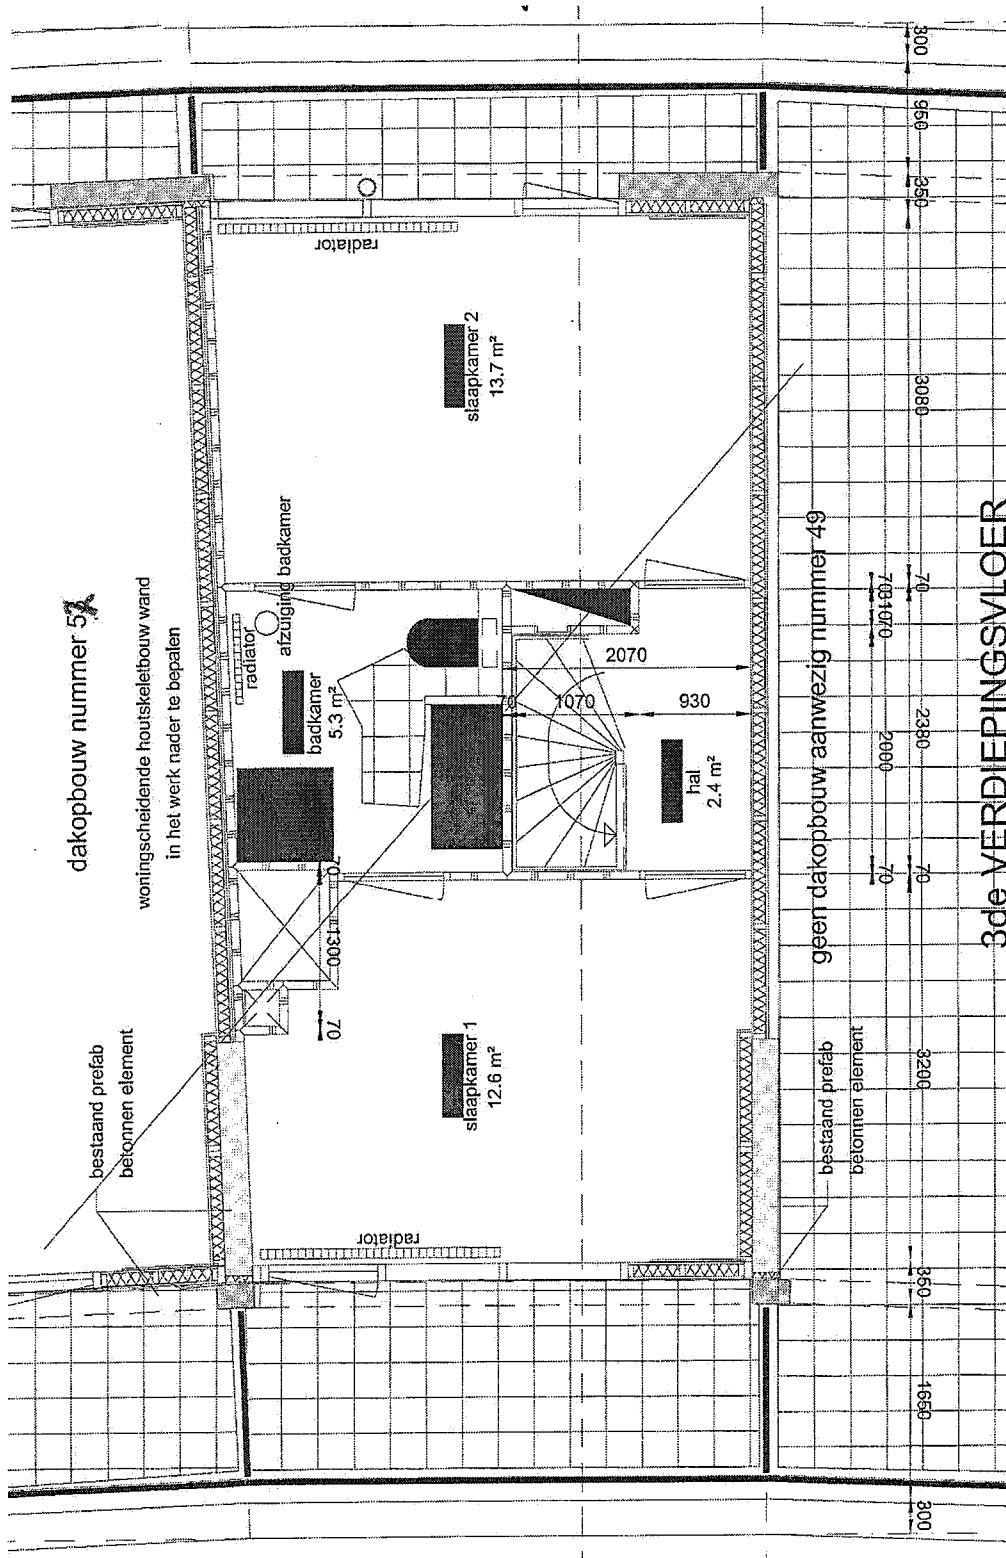 dakopbouw nummer 5
woningscheidende houtskeletbouw wand
in het werk nader te bepalen
bestaand prefab
betonnen element
radiator
slaapkamer 2
13.7 m²
afzuiging badkamer
radiator
badkamer
5.3 m²
2070
70
1070
930
hal
2.4 m²
70
1300
70
slaapkamer 1
12.6 m²
radiator
geen dakopbouw aanwezig nummer 49
bestaand prefab
betonnen element
2000
70
300
950
350
3080
70
2380
70
3200
350
1650
300
3de VERDIEPINGSVLOER